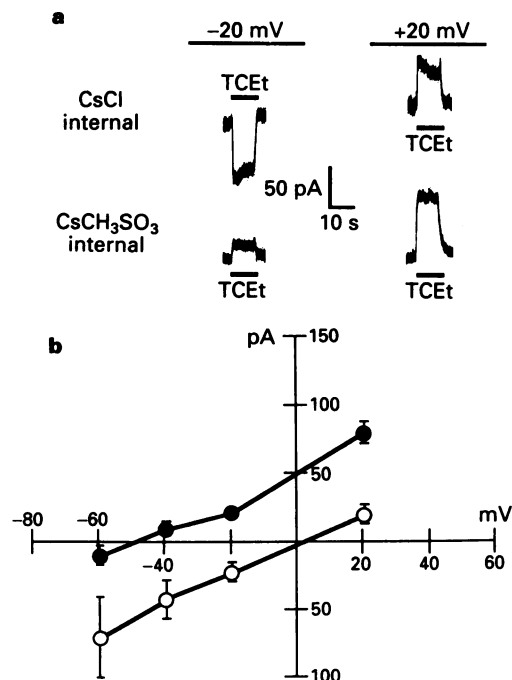 a
−20 mV
+20 mV
TCEt
CsCl
internal
TCEt
50 pA
10 s
CsCH₃SO₃
internal
TCEt
TCEt
b
pA
150
100
50
−80
−60
mV
−40
20
40
60
50
100